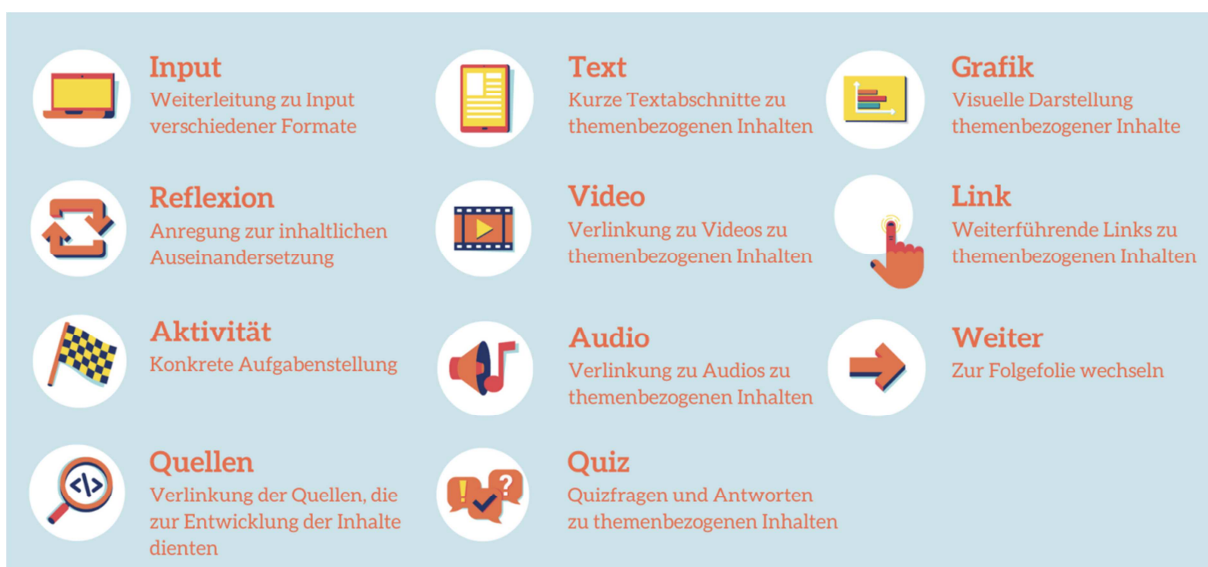 Input
Weiterleitung zu Input
verschiedener Formate
Reflexion
Anregung zur inhaltlichen
Auseinandersetzung
Aktivität
Konkrete Aufgabenstellung
Quellen
Verlinkung der Quellen, die
zur Entwicklung der Inhalte
dienten
Text
Kurze Textabschnitte zu
themenbezogenen Inhalten
Video
Verlinkung zu Videos zu
themenbezogenen Inhalten
Audio
Verlinkung zu Audios zu
themenbezogenen Inhalten
Quiz
Quizfragen und Antworten
zu themenbezogenen Inhalten
Grafik
Visuelle Darstellung
themenbezogener Inhalte
Link
Weiterführende Links zu
themenbezogenen Inhalten
Weiter
Zur Folgefolie wechseln